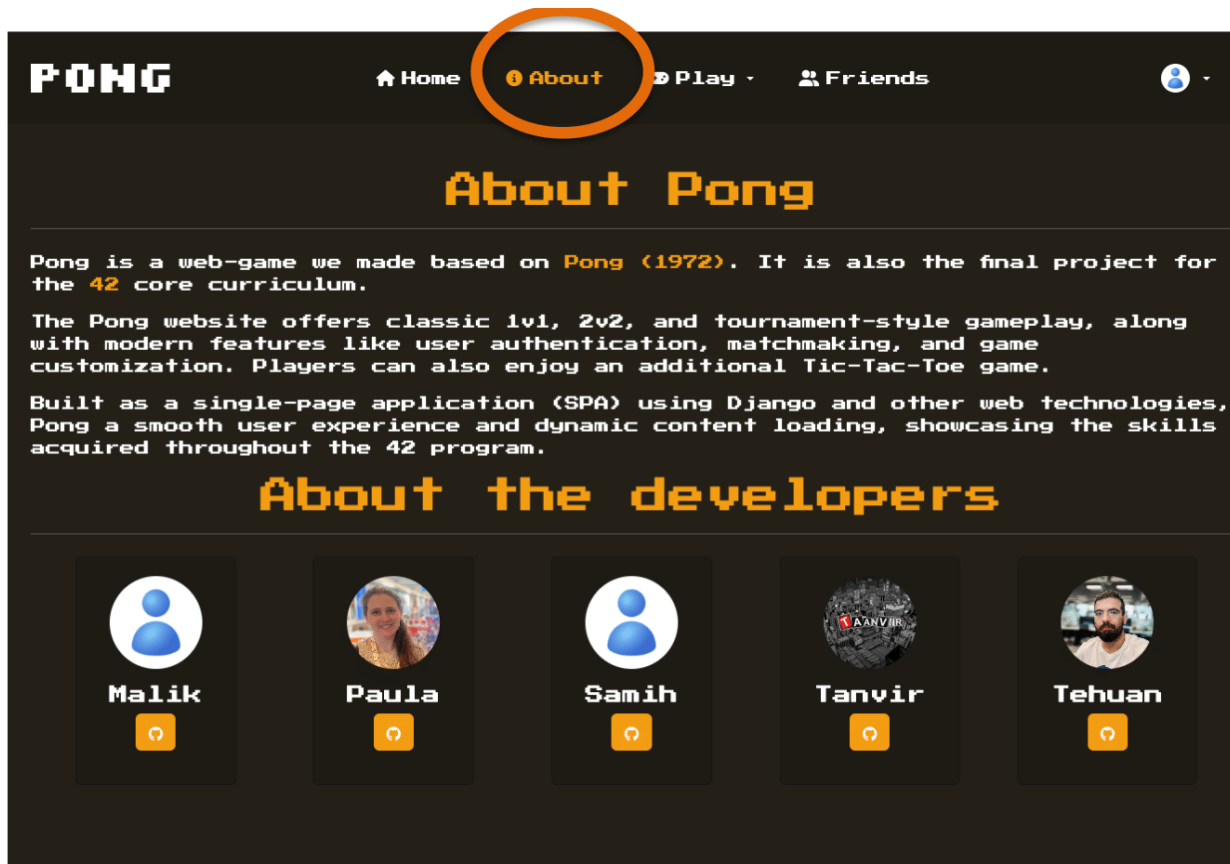 PONG
Home
About
Play
Friends
About Pong
Pong is a web-game we made based on Pong (1972). It is also the final project for
the 42 core curriculum.
The Pong website offers classic 1v1, 2v2, and tournament-style gameplay, along
with modern features like user authentication, matchmaking, and game
customization. Players can also enjoy an additional Tic-Tac-Toe game.
Built as a single-page application (SPA) using Django and other web technologies,
Pong a smooth user experience and dynamic content loading, showcasing the skills
acquired throughout the 42 program.
About the developers
TAANVIIR
Malik
Paula
Samih
Tanvir
Tehuan